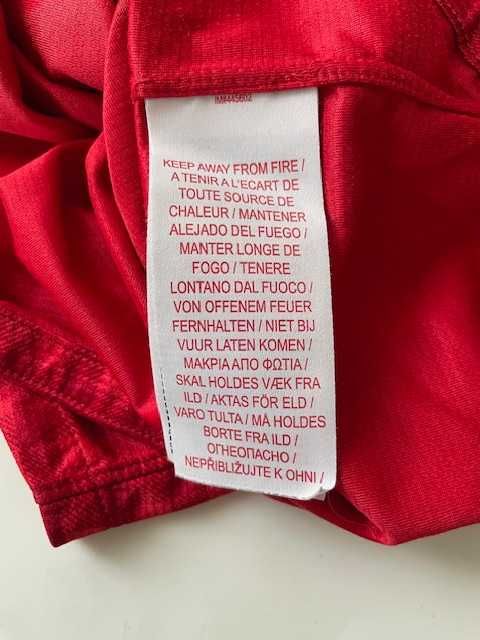 KEEP AWAY FROM FIRE /
A TENIR A L'ECART DE
TOUTE SOURCE DE
CHALEUR / MANTENER
ALEJADO DEL FUEGO /
MANTER LONGE DE
FOGO / TENERE
LONTANO DAL FUOCO /
VON OFFENEM FEUER
FERNHALTEN / NIET BIJ
VUUR LATEN KOMEN /
ΜΑΚΡΙΑ ΑΠΟ ΦΩΤΙΑ /
SKAL HOLDES VÆK FRA
ILD / AKTAS FÖR ELD /
VARO TULTA / MÅ HOLDES
BORTE FRA ILD /
ОГНЕОПАСНО /
NEPŘIBLIŽUJTE K OHNI /